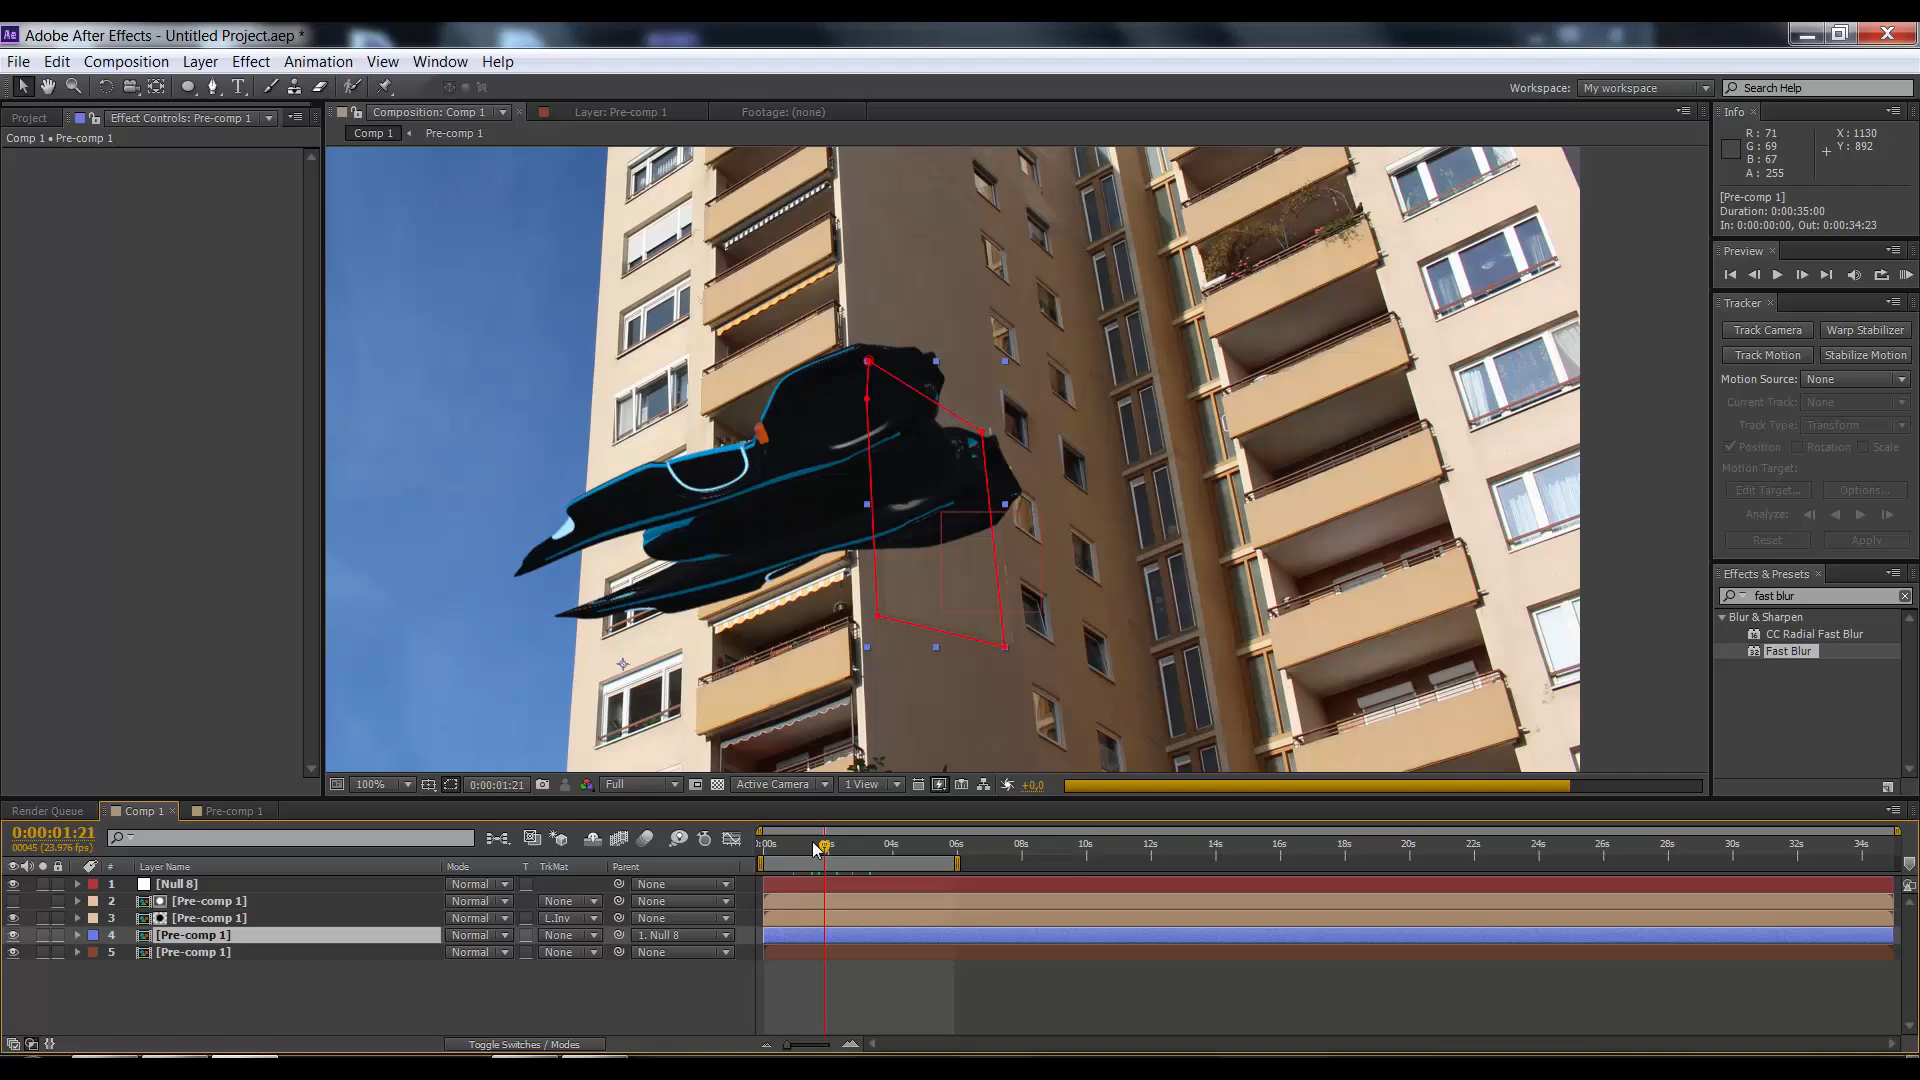 Ae Adobe After Effects - Untitled Project.aep *
File Edit Composition Layer Effect Animation View Window Help
Workspace: My workspace Search Help
Project Effect Controls: Pre-comp 1 Composition: Comp 1 Layer: Pre-comp 1 Footage: (none) Info
Comp 1 • Pre-comp 1 Comp 1 Pre-comp 1
R : 71 X : 1130
G : 69 Y : 892
B : 67
A : 255
[Pre-comp 1]
Duration: 0:00:35:00
In: 0:00:00:00, Out: 0:00:34:23
Preview
Tracker
Track Camera Warp Stabilizer
Track Motion Stabilize Motion
Motion Source: None
Current Track: None
Track Type: Transform
Position Rotation Scale
Motion Target:
Edit Target... Options...
Analyze:
Reset Apply
Effects & Presets
fast blur
Blur & Sharpen
CC Radial Fast Blur
32 Fast Blur
100% 0:00:01:21 Full Active Camera 1 View +0,0
Render Queue Comp 1 Pre-comp 1
0:00:01:21
00045 (23.976 fps)
04s 06s 08s 10s 12s 14s 16s 18s 20s 22s 24s 26s 28s 30s 32s 34s
# Layer Name Mode T TrkMat Parent
1 [Null 8] Normal None
2 [Pre-comp 1] Normal None None
3 [Pre-comp 1] Normal L.Inv None
4 [Pre-comp 1] Normal None 1. Null 8
5 [Pre-comp 1] Normal None None
Toggle Switches / Modes